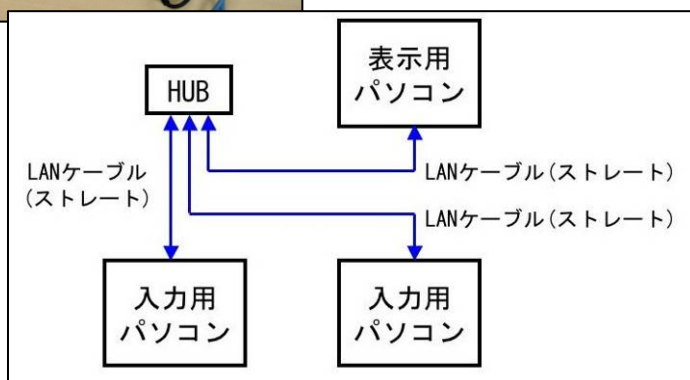 HUB
表示用
パソコン
LANケーブル
(ストレート)
LANケーブル(ストレート)
LANケーブル(ストレート)
入力用
パソコン
入力用
パソコン